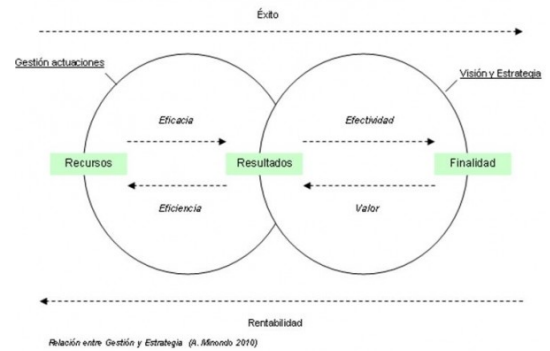 Éxito
Gestión actuaciones
Visión y Estrategia
Eficacia
Efectividad
Recursos
Resultados
Finalidad
Eficiencia
Valor
Rentabilidad
Relación entre Gestión y Estrategia (A. Minondo 2010)